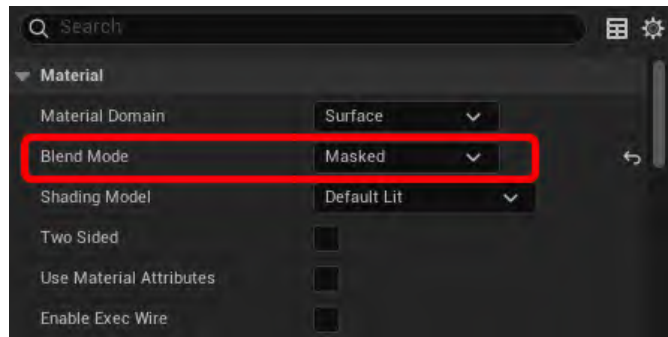 Search
Material
Material Domain Surface
Blend Mode Masked
Shading Model Default Lit
Two Sided
Use Material Attributes
Enable Exec Wire